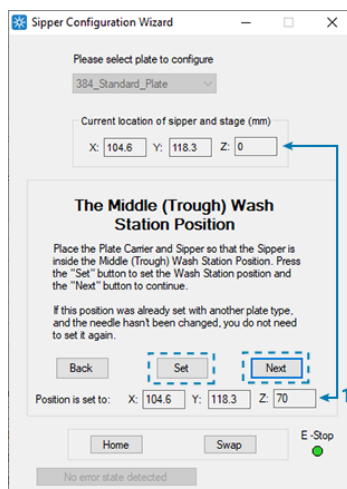 Sipper Configuration Wizard
Please select plate to configure
384_Standard_Plate
Current location of sipper and stage (mm)
X: 104.6 Y: 118.3 Z: 0
The Middle (Trough) Wash
Station Position
Place the Plate Carrier and Sipper so that the Sipper is
inside the Middle (Trough) Wash Station Position. Press
the "Set" button to set the Wash Station position and
the "Next" button to continue.
If this position was already set with another plate type,
and the needle hasn't been changed, you do not need
to set it again.
Back Set Next
Position is set to: X: 104.6 Y: 118.3 Z: 70 1
Home Swap E -Stop
No error state detected